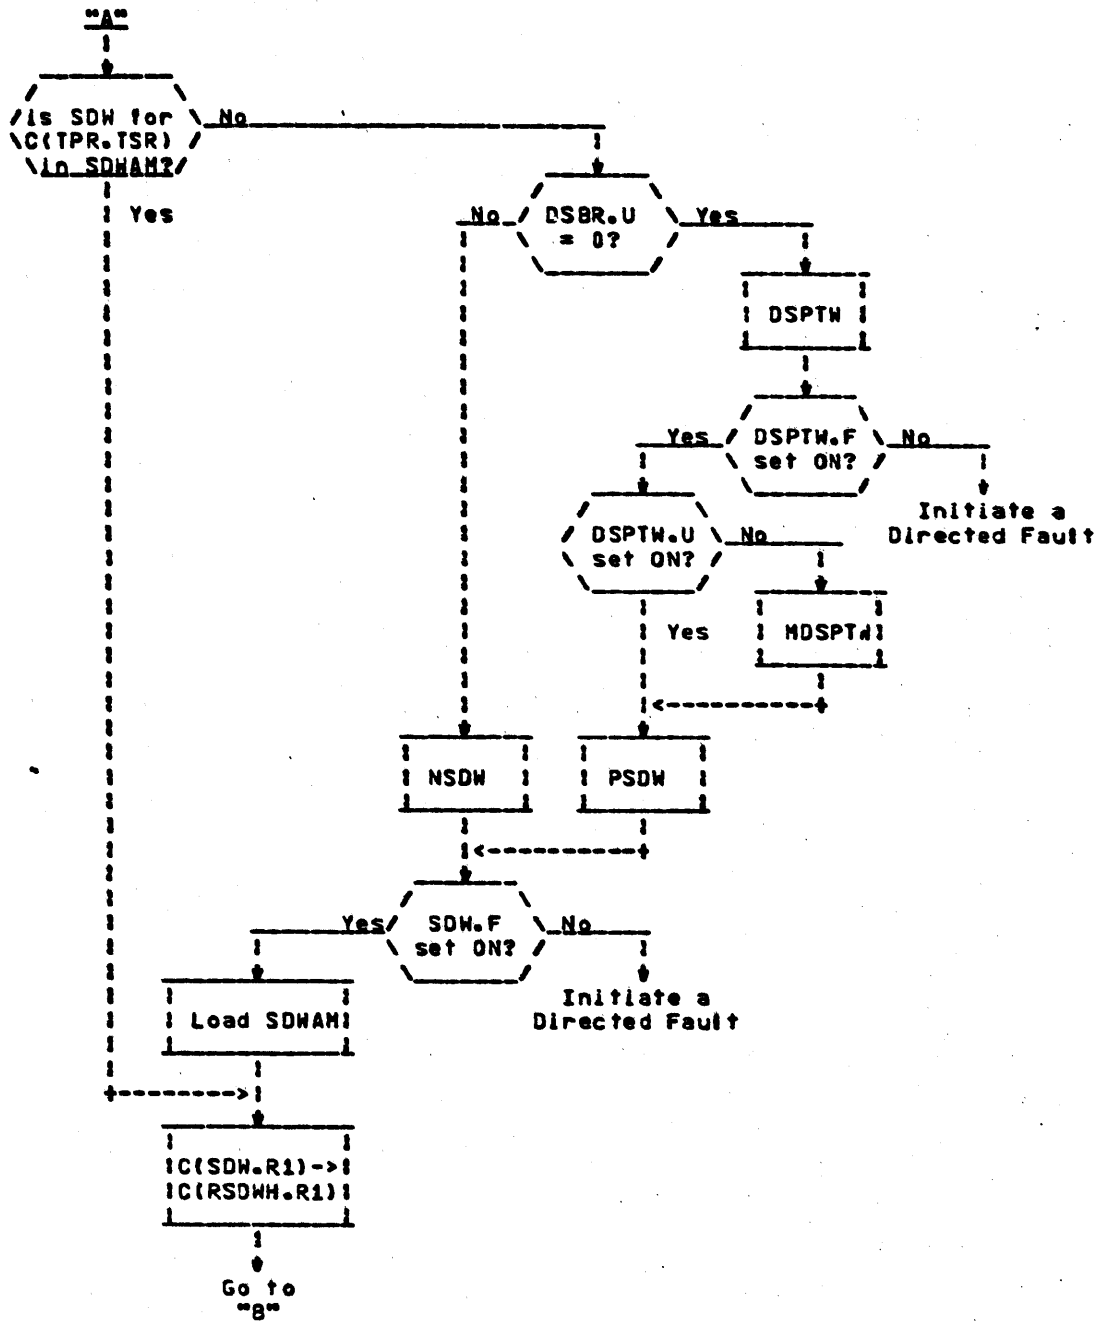 "A"
Is SDW for
C(TPR.TSR)
in SDWAM?
No
Yes
DSBR.U
= 0?
No
Yes
DSPTW
DSPTW.F
set ON?
Yes
No
Initiate a
Directed Fault
DSPTW.U
set ON?
No
Yes
MDSPTW
NSDW
PSDW
SDW.F
set ON?
Yes
No
Initiate a
Directed Fault
Load SDWAM
C(SDW.R1)->
C(RSDWH.R1)
Go to
"B"